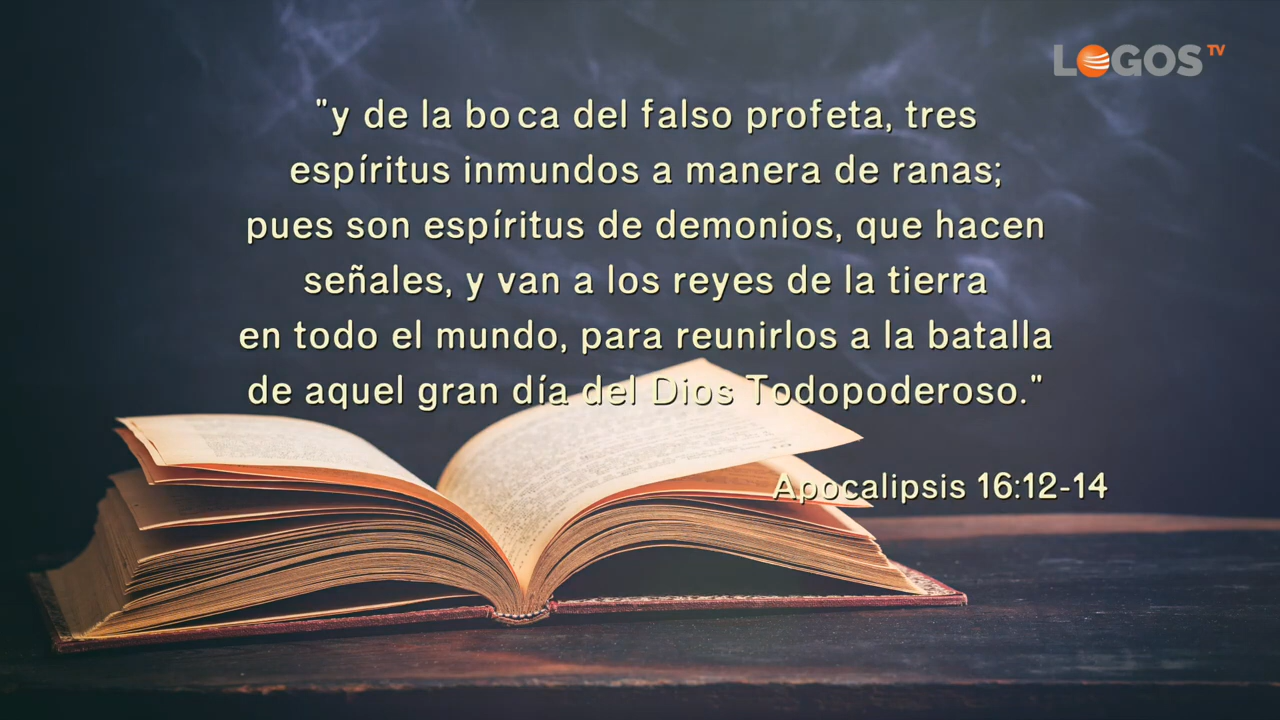 LOGOS TV
"y de la boca del falso profeta, tres
espíritus inmundos a manera de ranas;
pues son espíritus de demonios, que hacen
señales, y van a los reyes de la tierra
en todo el mundo, para reunirlos a la batalla
de aquel gran día del Dios Todopoderoso."
Apocalipsis 16:12-14